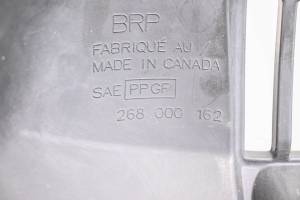 BRP
FABRIQUÉ AU
MADE IN CANADA
SAE PPGF
268 000 162